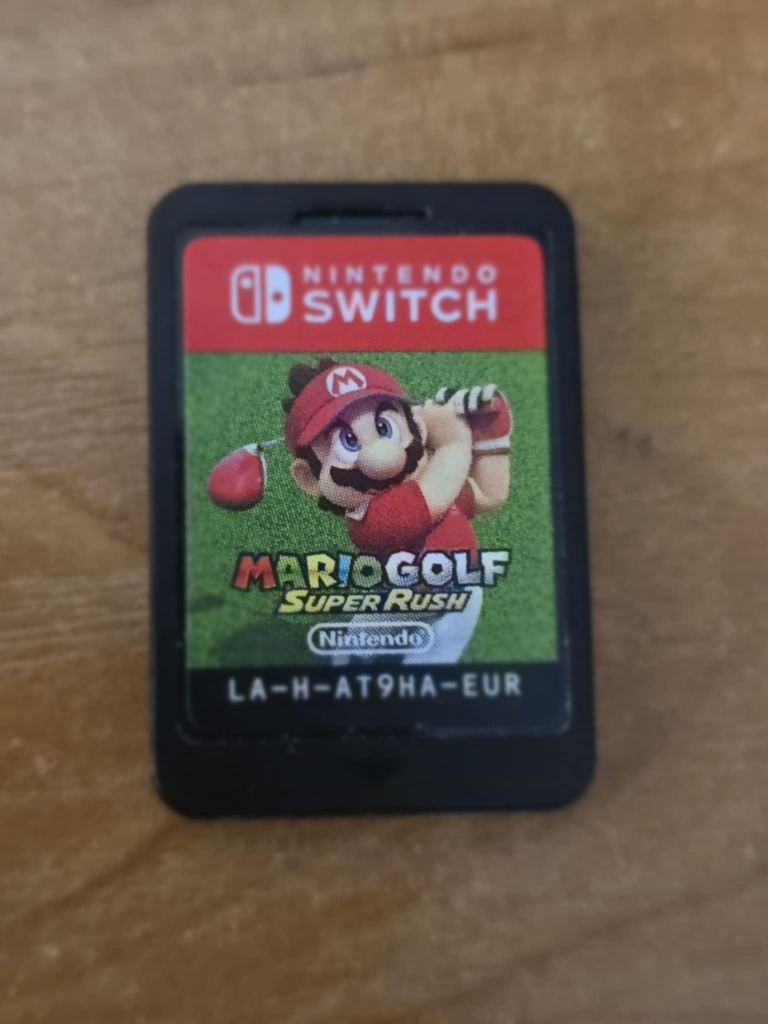 NINTENDO
SWITCH
M
MARIO GOLF
SUPER RUSH
Nintendo
LA-H-AT9HA-EUR